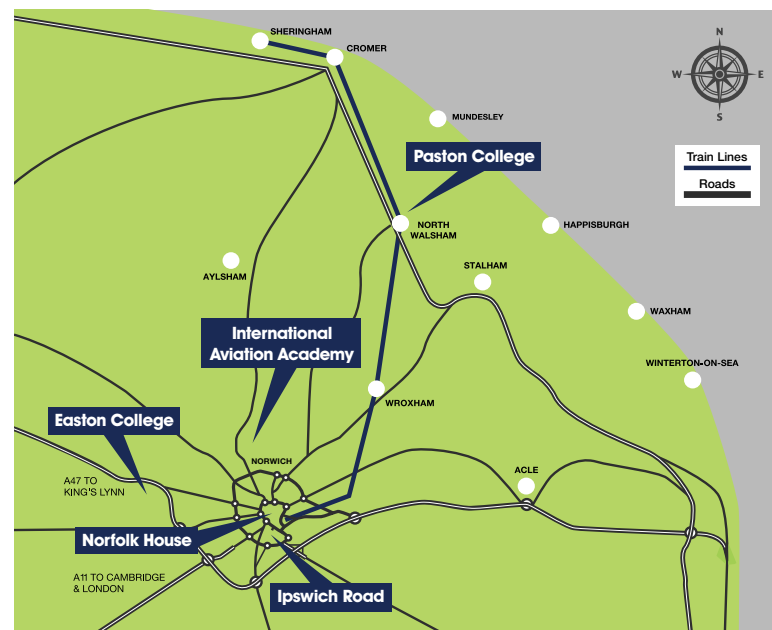 SHERINGHAM
CROMER
N
W
E
S
MUNDESLEY
Paston College
Train Lines
Roads
NORTH
WALSHAM
HAPPISBURGH
STALHAM
AYLSHAM
WAXHAM
International
Aviation Academy
WINTERTON-ON-SEA
WROXHAM
Easton College
NORWICH
ACLE
A47 TO
KING'S LYNN
Norfolk House
A11 TO CAMBRIDGE
& LONDON
Ipswich Road